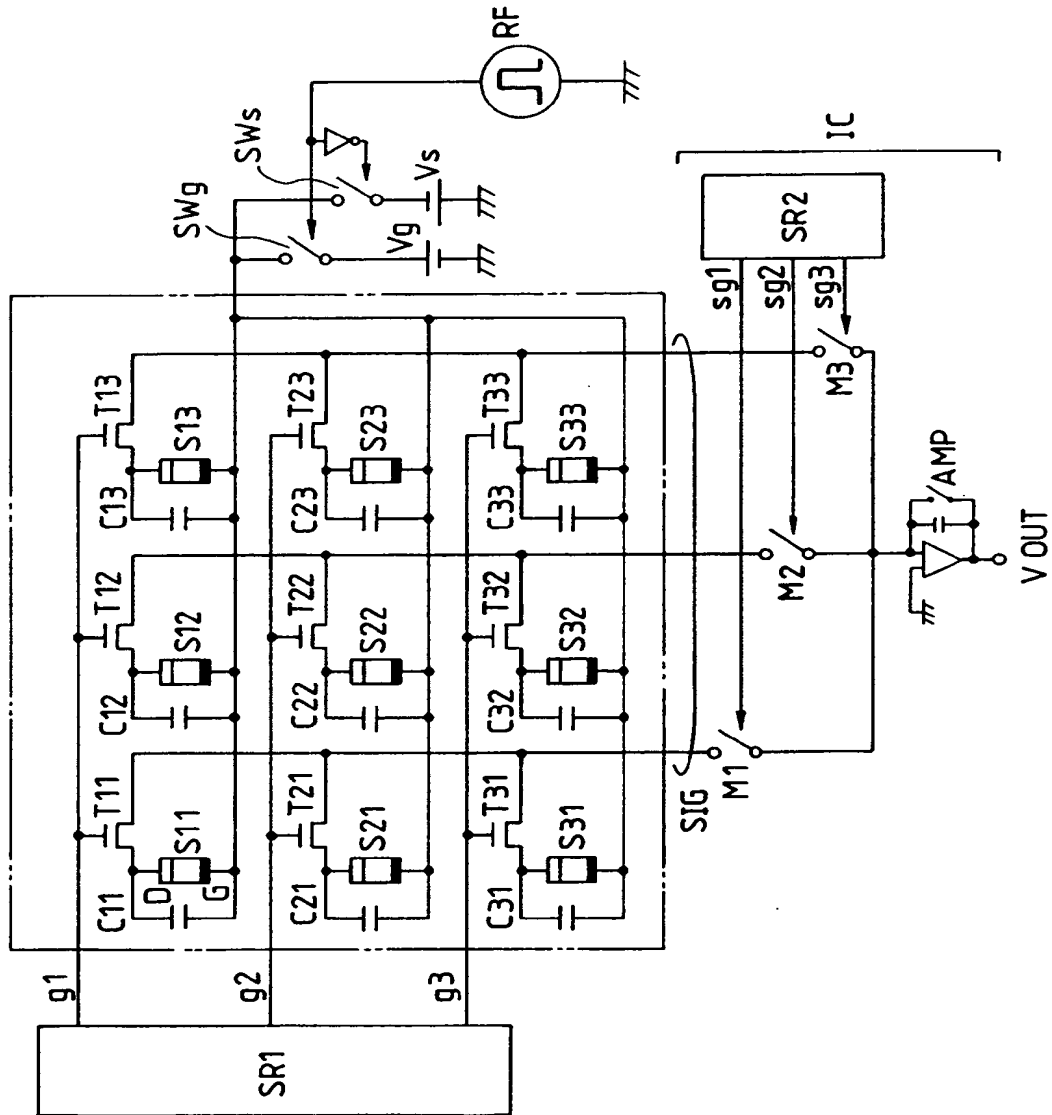 RF
SWs
SWg
Vs
Vg
g1
T11
T12
T13
C11
D
S11
G
C12
S12
C13
S13
g2
T21
T22
T23
C21
S21
C22
S22
C23
S23
g3
T31
T32
T33
C31
S31
C32
S32
C33
S33
SR1
SIG
IC
SR2
sg1
sg2
sg3
M1
M2
M3
AMP
V OUT